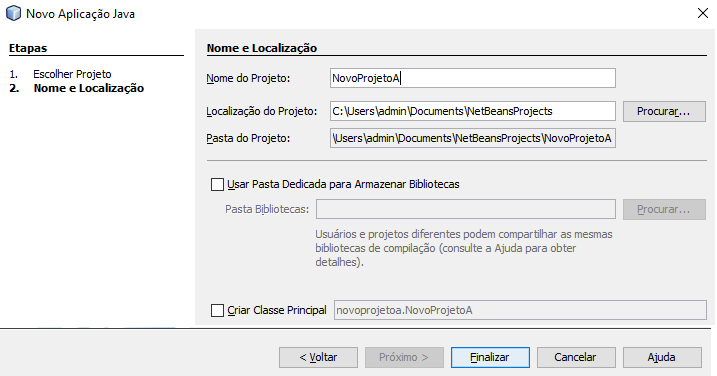 Novo Aplicação Java
Etapas
1. Escolher Projeto
2. Nome e Localização
Nome e Localização
Nome do Projeto: NovoProjetoA
Localização do Projeto: C:\Users\admin\Documents\NetBeansProjects Procurar...
Pasta do Projeto: \Users\admin\Documents\NetBeansProjects\NovoProjetoA
Usar Pasta Dedicada para Armazenar Bibliotecas
Pasta Bibliotecas: Procurar...
Usuários e projetos diferentes podem compartilhar as mesmas
bibliotecas de compilação (consulte a Ajuda para obter
detalhes).
Criar Classe Principal novoprojetoa.NovoProjetoA
< Voltar Próximo > Finalizar Cancelar Ajuda